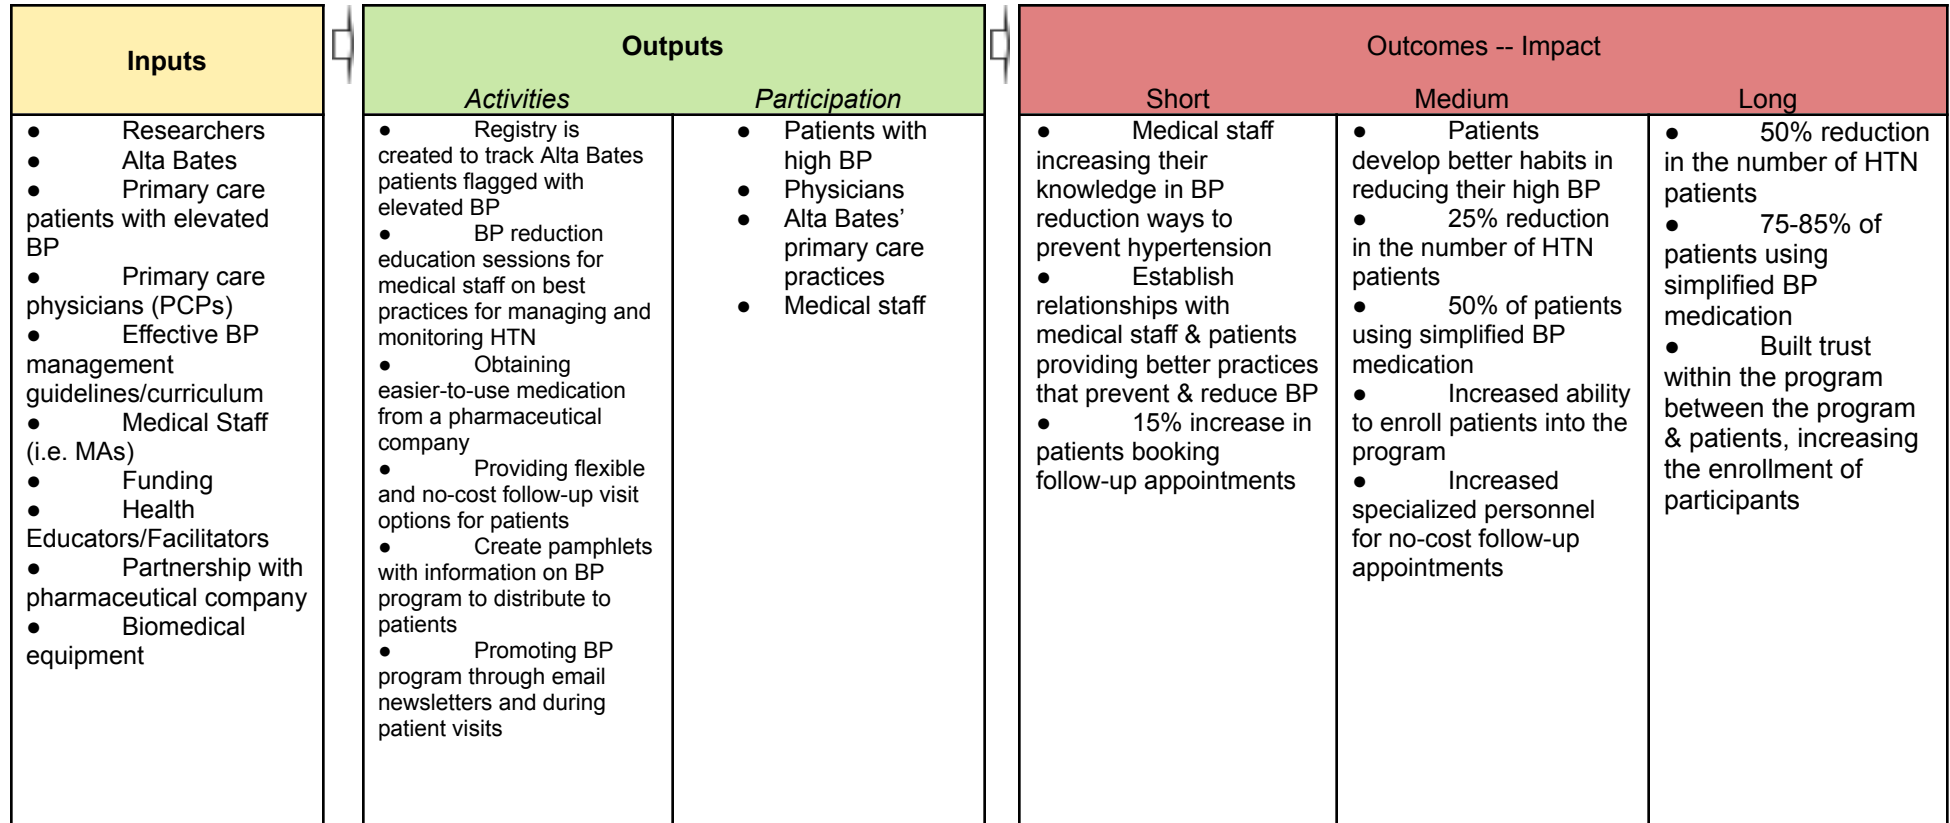 Inputs
● Researchers
● Alta Bates
● Primary care
patients with elevated
BP
● Primary care
physicians (PCPs)
● Effective BP
management
guidelines/curriculum
● Medical Staff
(i.e. MAs)
● Funding
● Health
Educators/Facilitators
● Partnership with
pharmaceutical company
● Biomedical
equipment
Outputs
Activities
● Registry is
created to track Alta Bates
patients flagged with
elevated BP
● BP reduction
education sessions for
medical staff on best
practices for managing and
monitoring HTN
● Obtaining
easier-to-use medication
from a pharmaceutical
company
● Providing flexible
and no-cost follow-up visit
options for patients
● Create pamphlets
with information on BP
program to distribute to
patients
● Promoting BP
program through email
newsletters and during
patient visits
Participation
● Patients with
high BP
● Physicians
● Alta Bates’
primary care
practices
● Medical staff
Outcomes -- Impact
Short
● Medical staff
increasing their
knowledge in BP
reduction ways to
prevent hypertension
● Establish
relationships with
medical staff & patients
providing better practices
that prevent & reduce BP
● 15% increase in
patients booking
follow-up appointments
Medium
● Patients
develop better habits in
reducing their high BP
● 25% reduction
in the number of HTN
patients
● 50% of patients
using simplified BP
medication
● Increased ability
to enroll patients into the
program
● Increased
specialized personnel
for no-cost follow-up
appointments
Long
● 50% reduction
in the number of HTN
patients
● 75-85% of
patients using
simplified BP
medication
● Built trust
within the program
between the program
& patients, increasing
the enrollment of
participants